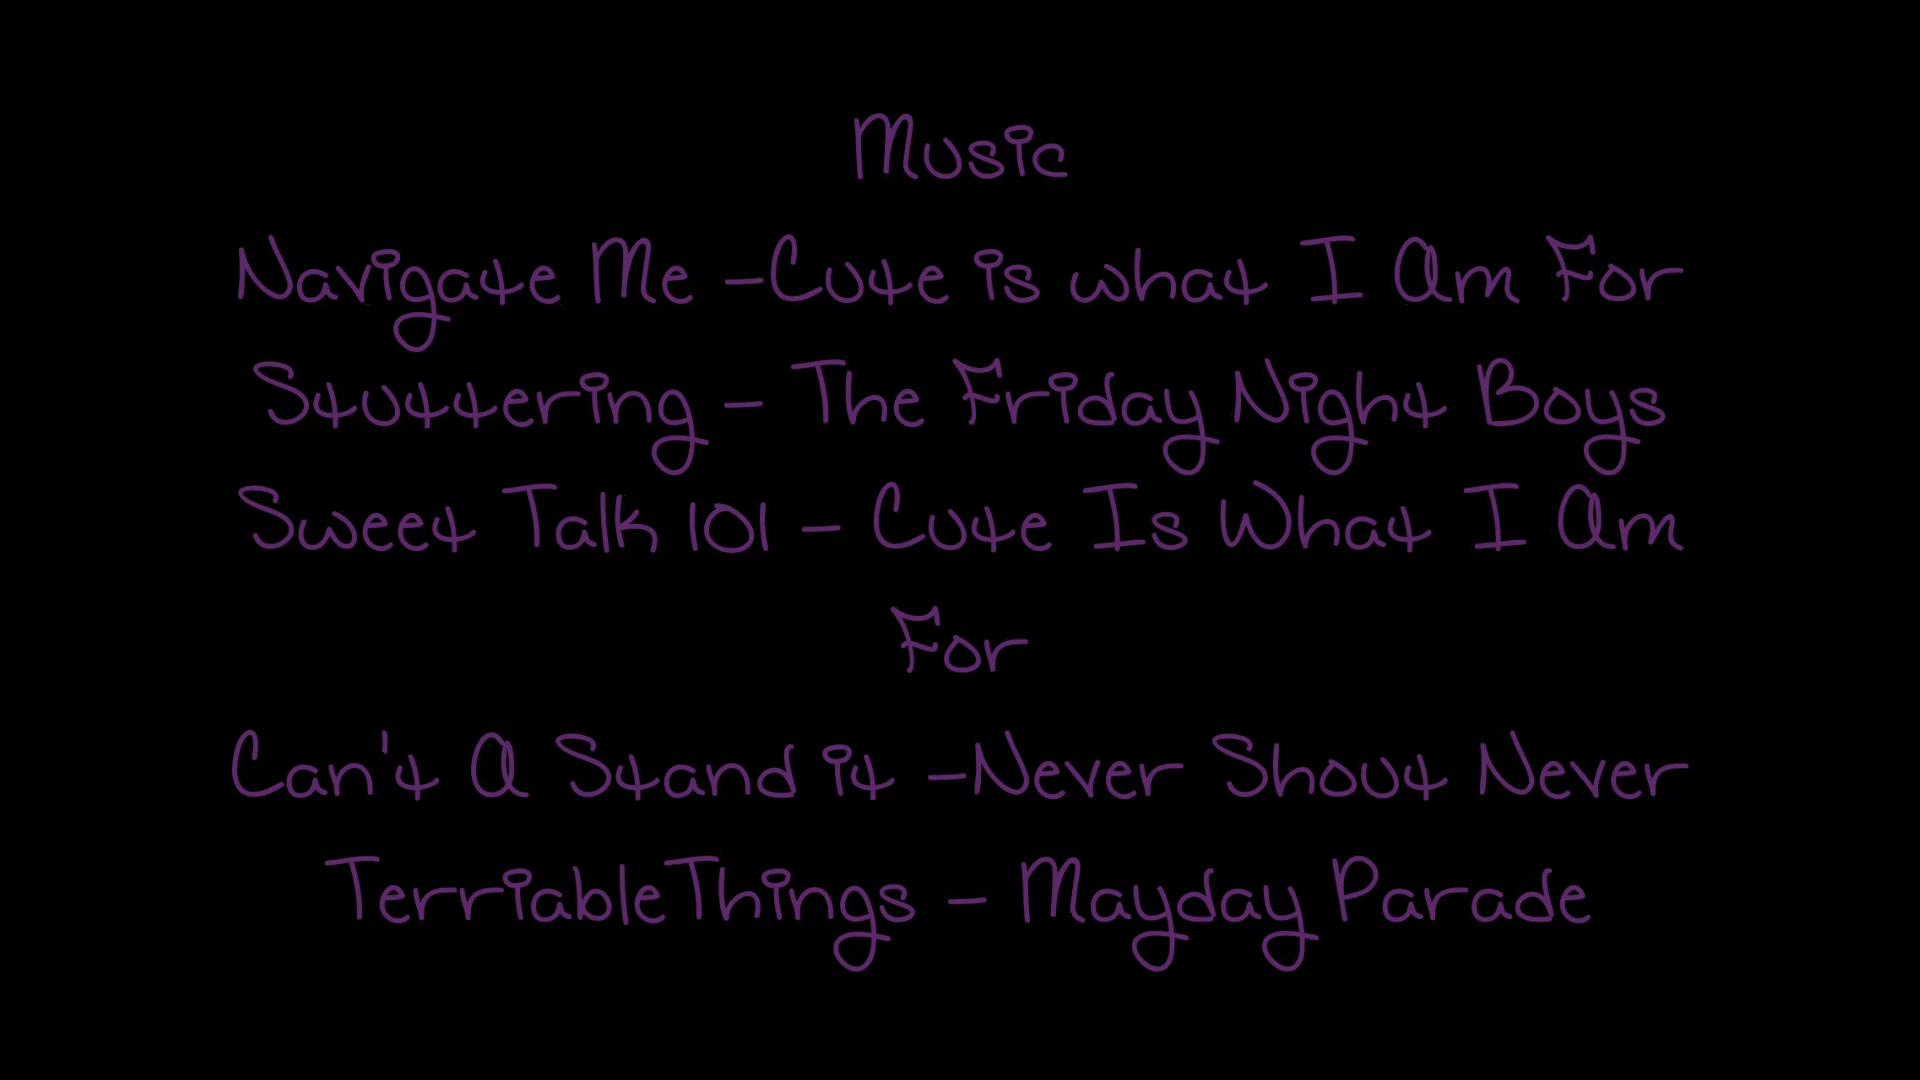 Music
Navigate Me -Cute is what I Am For
Stuttering - The Friday Night Boys
Sweet Talk 101 - Cute Is What I Am
For
Can't A Stand it -Never Shout Never
TerriableThings - Mayday Parade